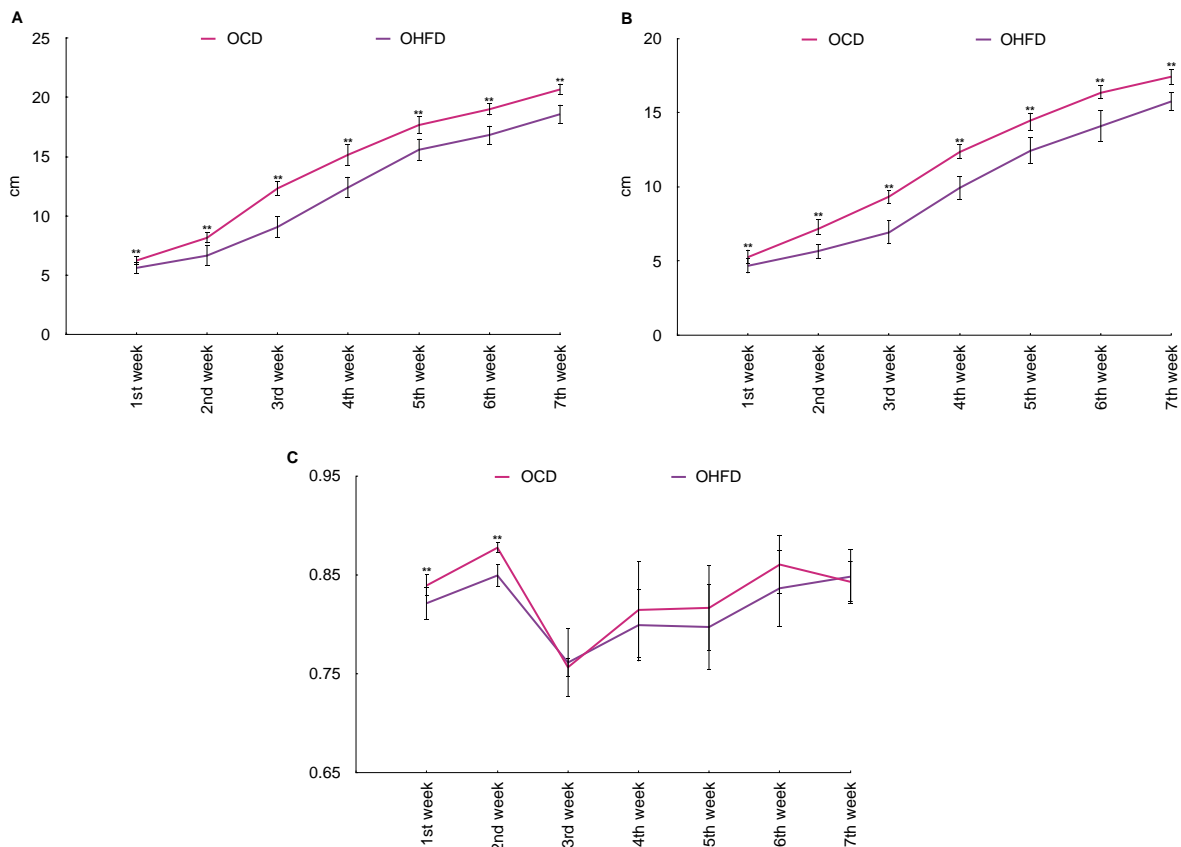 A
OCD OHFD
25
20
15
10
5
0
cm
** ** ** ** ** ** **
1st week 2nd week 3rd week 4th week 5th week 6th week 7th week
B
OCD OHFD
20
15
10
5
0
cm
** ** ** ** ** ** **
1st week 2nd week 3rd week 4th week 5th week 6th week 7th week
C
OCD OHFD
0.95
0.85
0.75
0.65
** **
1st week 2nd week 3rd week 4th week 5th week 6th week 7th week